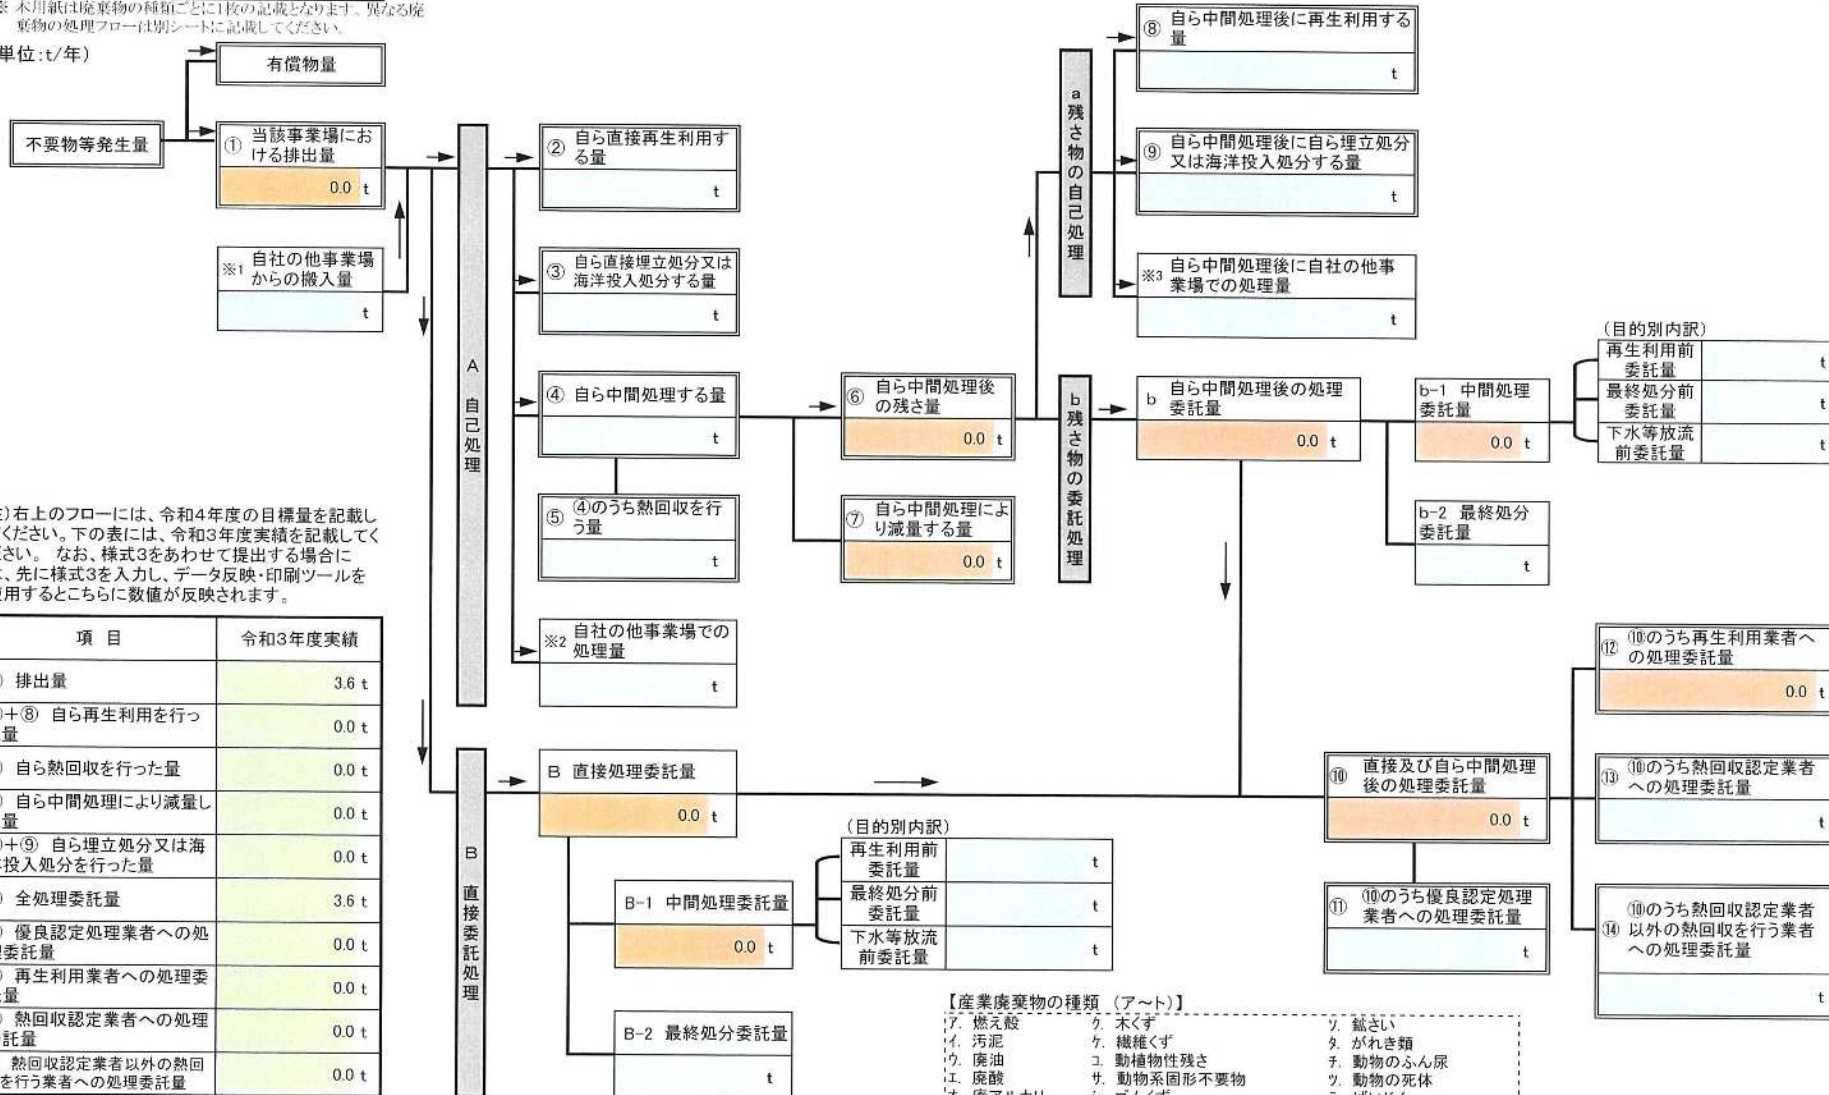 ※ 本用紙は廃棄物の種類ごとに1枚の記載となります。異なる廃
棄物の処理フローは別シートに記載してください。
単位:t/年)
有償物量
不要物等発生量
① 当該事業場にお
ける排出量
0.0 t
※1 自社の他事業場
からの搬入量
t
A 自己処理
② 自ら直接再生利用す
る量
t
③ 自ら直接埋立処分又は
海洋投入処分する量
t
④ 自ら中間処理する量
t
⑤ ④のうち熱回収を行
う量
t
※2 自社の他事業場での
処理量
t
⑥ 自ら中間処理後
の残さ量
0.0 t
⑦ 自ら中間処理によ
り減量する量
0.0 t
a 残さ物の自己処理
⑧ 自ら中間処理後に再生利用する
量
t
⑨ 自ら中間処理後に自ら埋立処分
又は海洋投入処分する量
t
※3 自ら中間処理後に自社の他事
業場での処理量
t
b 残さ物の委託処理
b 自ら中間処理後の処理
委託量
0.0 t
b-1 中間処理
委託量
0.0 t
(目的別内訳)
再生利用前
委託量
t
最終処分前
委託量
t
下水等放流
前委託量
t
b-2 最終処分
委託量
t
)右上のフローには、令和4年度の目標量を記載し
ください。下の表には、令和3年度実績を記載してく
さい。 なお、様式3をあわせて提出する場合に
、先に様式3を入力し、データ反映・印刷ツールを
用するとこちらに数値が反映されます。
項 目 令和3年度実績
) 排出量 3.6 t
)+⑧ 自ら再生利用を行っ
量 0.0 t
) 自ら熱回収を行った量 0.0 t
) 自ら中間処理により減量し
量 0.0 t
)+⑨ 自ら埋立処分又は海
投入処分を行った量 0.0 t
) 全処理委託量 3.6 t
) 優良認定処理業者への処
委託量 0.0 t
) 再生利用業者への処理委
量 0.0 t
) 熱回収認定業者への処理
託量 0.0 t
熱回収認定業者以外の熱回
を行う業者への処理委託量 0.0 t
B 直接委託処理
B 直接処理委託量
0.0 t
B-1 中間処理委託量
0.0 t
(目的別内訳)
再生利用前
委託量
t
最終処分前
委託量
t
下水等放流
前委託量
t
B-2 最終処分委託量
t
⑩ 直接及び自ら中間処理
後の処理委託量
0.0 t
⑪ ⑩のうち優良認定処理
業者への処理委託量
t
⑫ ⑩のうち再生利用業者へ
の処理委託量
0.0 t
⑬ ⑩のうち熱回収認定業者
への処理委託量
t
⑭ ⑩のうち熱回収認定業者
以外の熱回収を行う業者
への処理委託量
t
【産業廃棄物の種類 (ア～ト)】
ア. 燃え殻 ク. 木くず ソ. 鉱さい
イ. 汚泥 ケ. 繊維くず タ. がれき類
ウ. 廃油 コ. 動植物性残さ チ. 動物のふん尿
エ. 廃酸 サ. 動物系固形不要物 ツ. 動物の死体